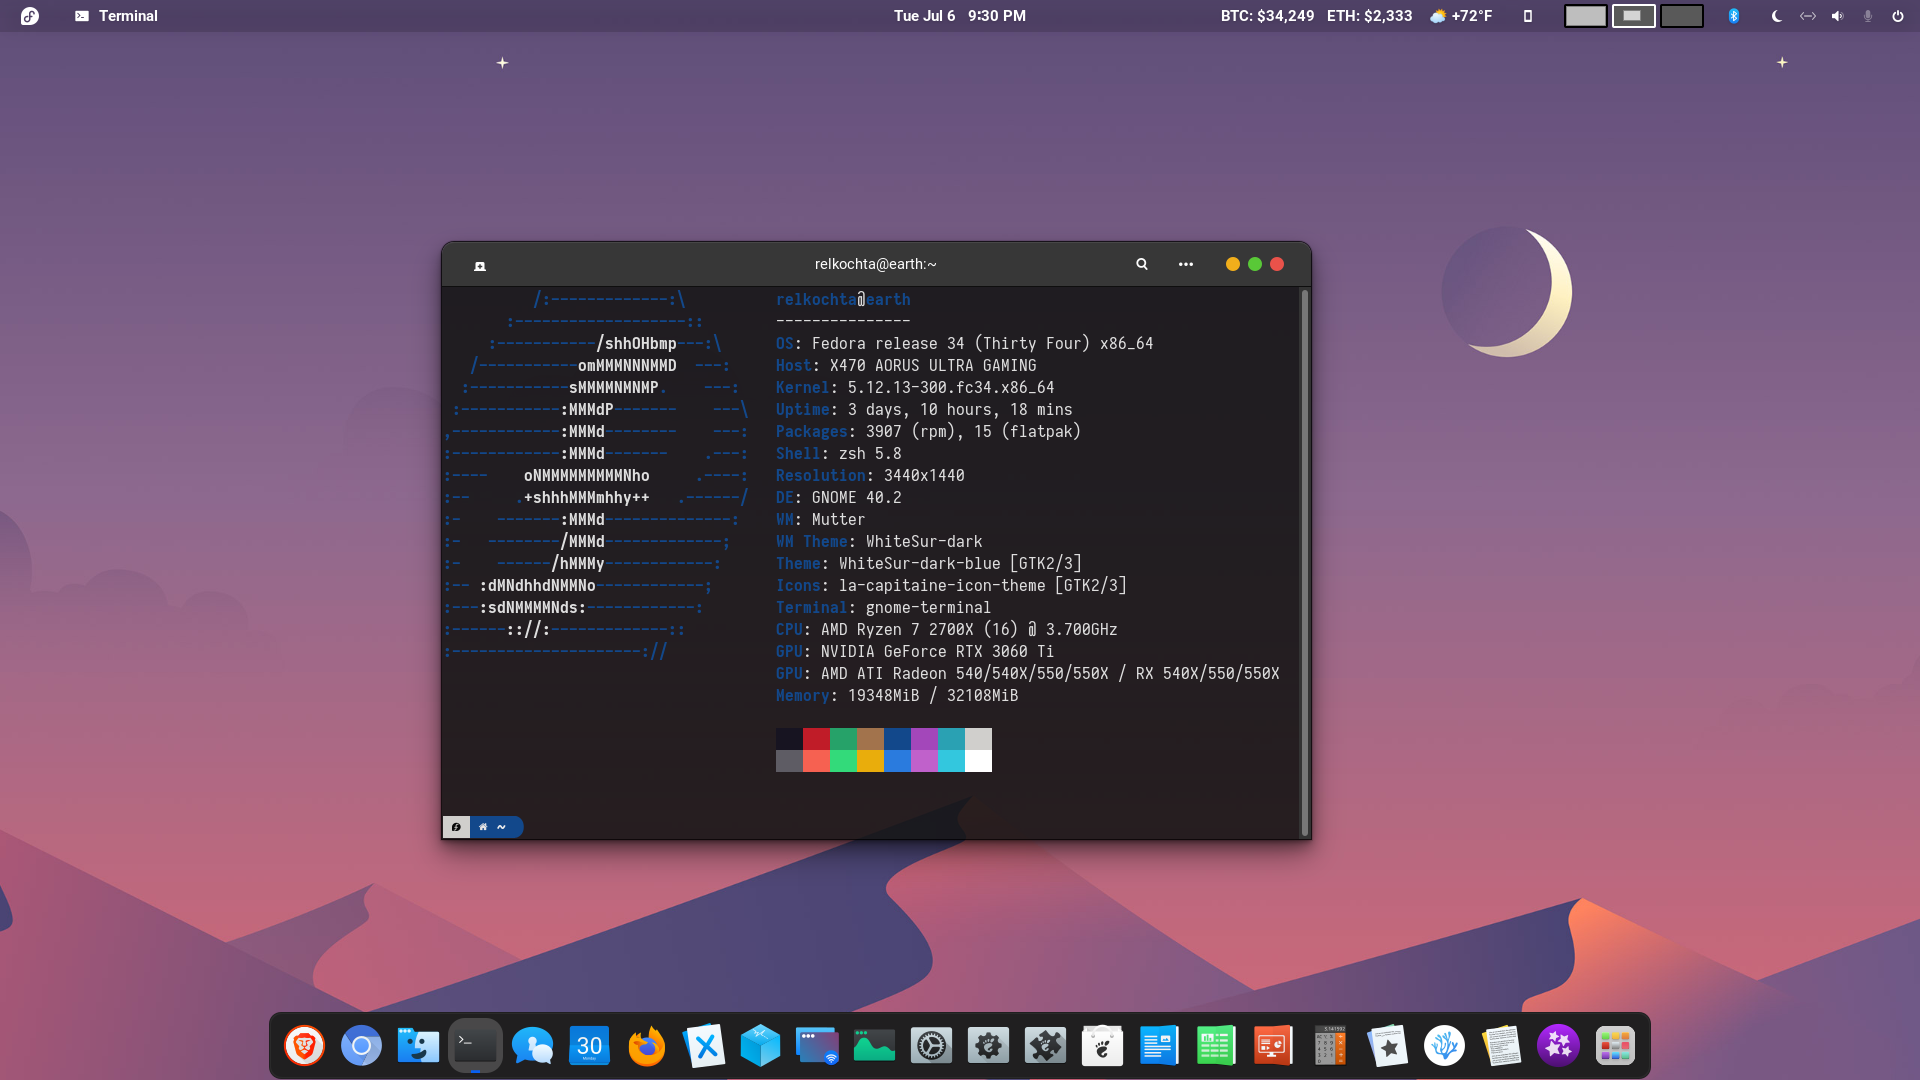 Terminal
Tue Jul 6 9:30 PM
BTC: $34,249 ETH: $2,333 +72°F
relkochta@earth:~
/:-------------:\
:-------------------::
:-----------/shhOHbmp---:\
/-----------omMMMNNNMMD  ---:
:-----------sMMMMNMNMP.    ---:
:-----------:MMMdP-------    ---\
,------------:MMMd--------    ---:
:------------:MMMd-------    .---:
:----    oNMMMMMMMMMNho     .----:
:--     .+shhhMMMmhhy++   .------/
:-    -------:MMMd--------------:
:-   --------/MMMd-------------;
:-    ------/hMMMy------------:
:-- :dMNdhhdNMMNo------------;
:---:sdNMMMMNds:------------:
:------:://:-------------::
:---------------------://
relkochta@earth
---------------
OS: Fedora release 34 (Thirty Four) x86_64
Host: X470 AORUS ULTRA GAMING
Kernel: 5.12.13-300.fc34.x86_64
Uptime: 3 days, 10 hours, 18 mins
Packages: 3907 (rpm), 15 (flatpak)
Shell: zsh 5.8
Resolution: 3440x1440
DE: GNOME 40.2
WM: Mutter
WM Theme: WhiteSur-dark
Theme: WhiteSur-dark-blue [GTK2/3]
Icons: la-capitaine-icon-theme [GTK2/3]
Terminal: gnome-terminal
CPU: AMD Ryzen 7 2700X (16) @ 3.700GHz
GPU: NVIDIA GeForce RTX 3060 Ti
GPU: AMD ATI Radeon 540/540X/550/550X / RX 540X/550/550X
Memory: 19348MiB / 32108MiB
~
>_
30
3.141592